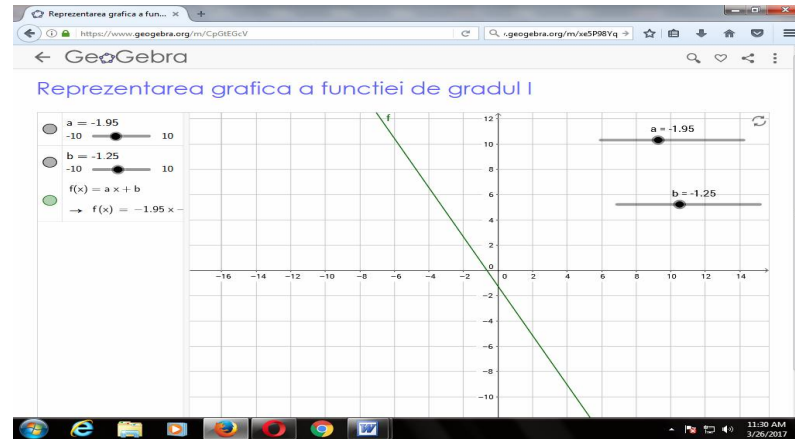 Reprezentarea grafica a fun... × +
https://www.geogebra.org/m/CpGtEGcV
.geogebra.org/m/xe5P98Yq
GeoGebra
Reprezentarea grafica a functiei de gradul I
a = -1.95
-10 10
b = -1.25
-10 10
f(x) = a x + b
→ f(x) = -1.95 x -
f
12
10
8
6
4
2
0
-2
-4
-6
-8
-10
-16 -14 -12 -10 -8 -6 -4 -2 0 2 4 6 8 10 12 14
a = -1.95
b = -1.25
11:30 AM
3/26/2017